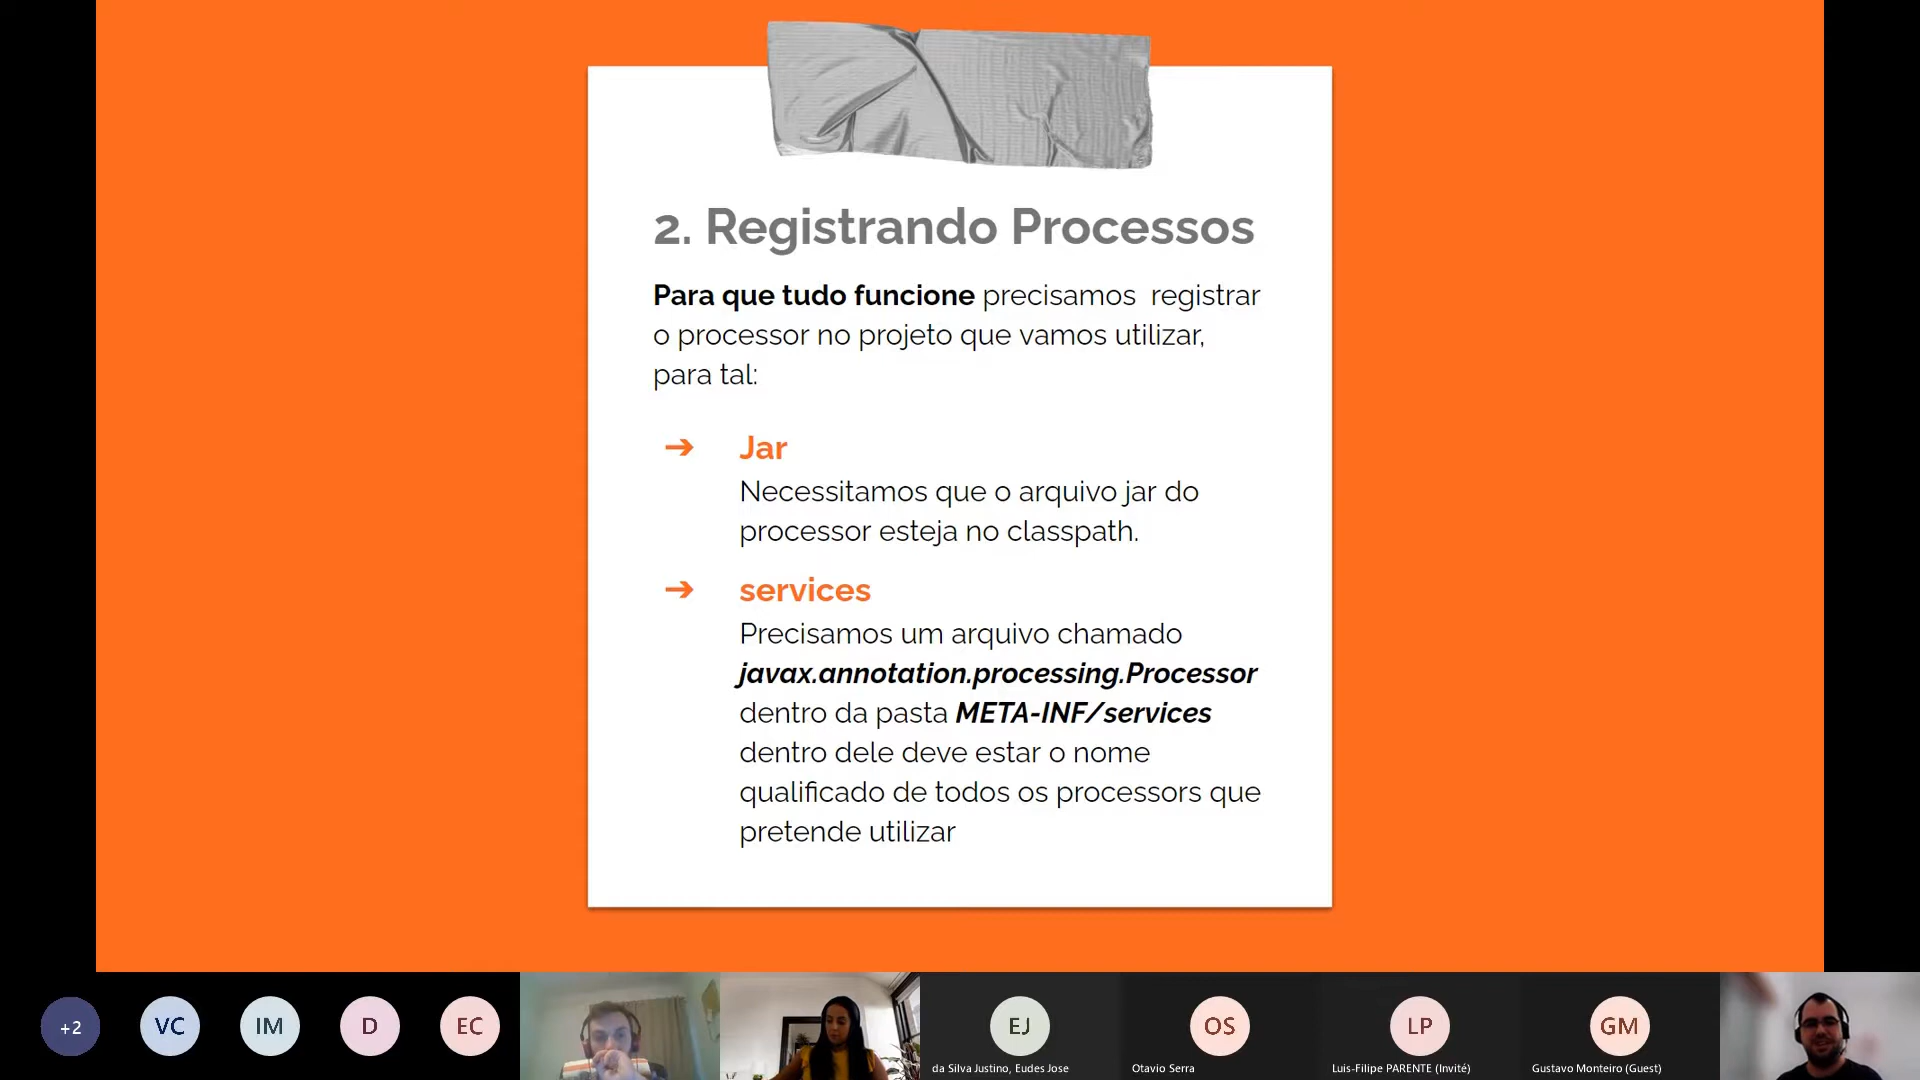 2. Registrando Processos
Para que tudo funcione precisamos registrar
o processor no projeto que vamos utilizar,
para tal:
➔ Jar
Necessitamos que o arquivo jar do
processor esteja no classpath.
➔ services
Precisamos um arquivo chamado
javax.annotation.processing.Processor
dentro da pasta META-INF/services
dentro dele deve estar o nome
qualificado de todos os processors que
pretende utilizar
+2
VC
IM
D
EC
EJ
OS
LP
GM
da Silva Justino, Eudes Jose
Otavio Serra
Luis-Filipe PARENTE (Invité)
Gustavo Monteiro (Guest)